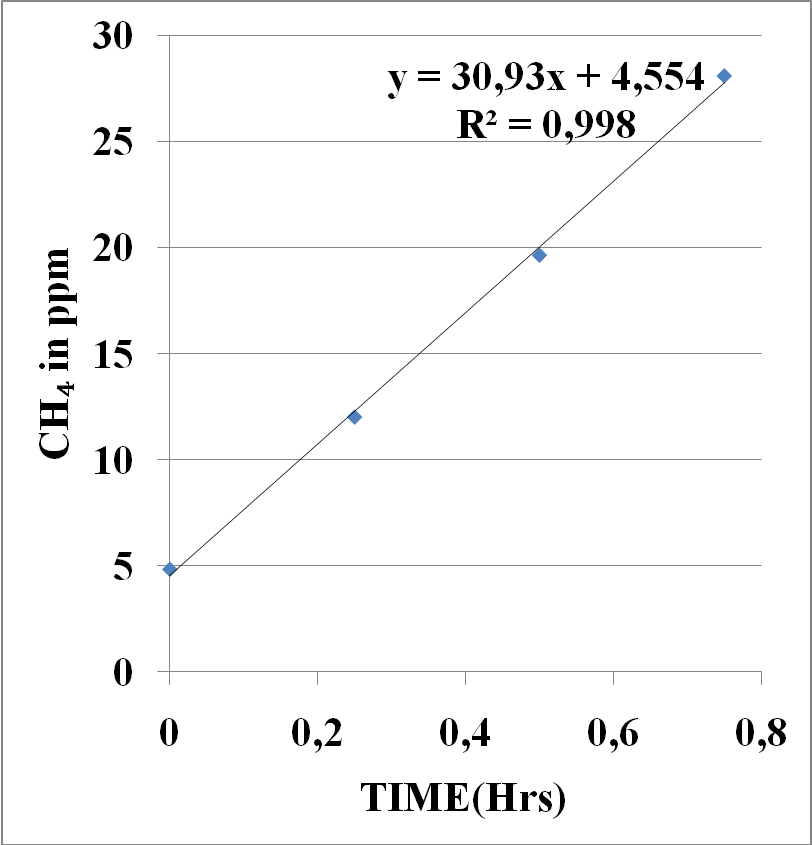 y = 30,93x + 4,554
R² = 0,998
30
25
20
15
10
5
0
CH₄ in ppm
0 0,2 0,4 0,6 0,8
TIME(Hrs)